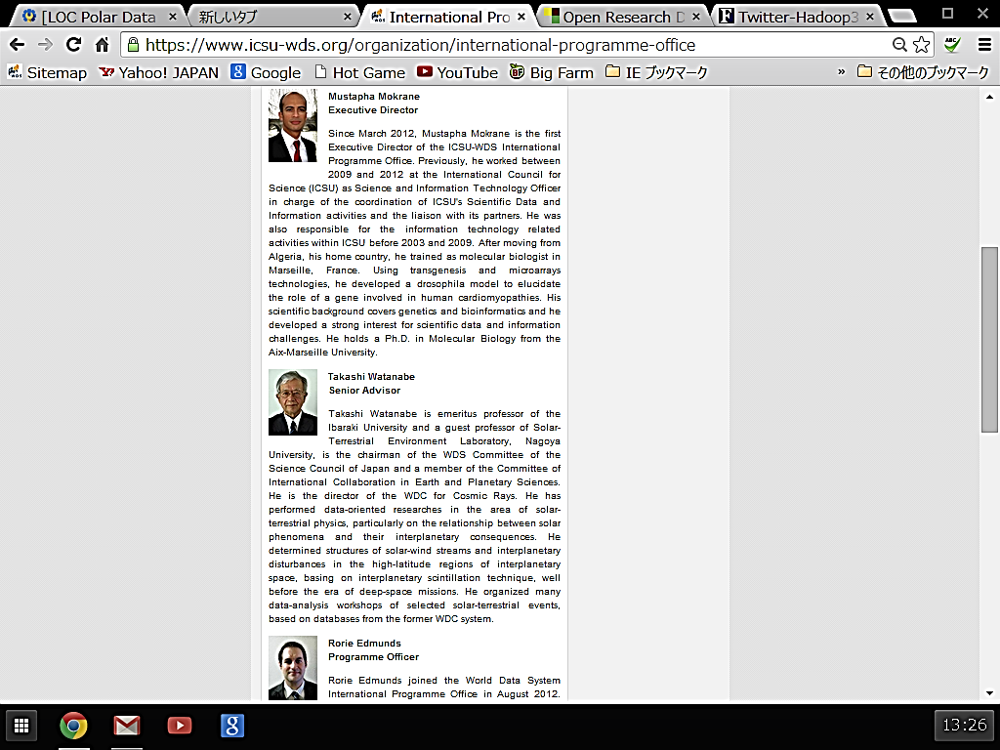 [LOC Polar Data
新しいタブ
International Pro
Open Research D
Twitter-Hadoop3
https://www.icsu-wds.org/organization/international-programme-office
ABC
Sitemap
Yahoo! JAPAN
Google
Hot Game
YouTube
Big Farm
IE ブックマーク
»
その他のブックマーク
Mustapha Mokrane
Executive Director
Since March 2012, Mustapha Mokrane is the first
Executive Director of the ICSU-WDS International
Programme Office. Previously, he worked between
2009 and 2012 at the International Council for
Science (ICSU) as Science and Information Technology Officer
in charge of the coordination of ICSU's Scientific Data and
Information activities and the liaison with its partners. He was
also responsible for the information technology related
activities within ICSU before 2003 and 2009. After moving from
Algeria, his home country, he trained as molecular biologist in
Marseille, France. Using transgenesis and microarrays
technologies, he developed a drosophila model to elucidate
the role of a gene involved in human cardiomyopathies. His
scientific background covers genetics and bioinformatics and he
developed a strong interest for scientific data and information
challenges. He holds a Ph.D. in Molecular Biology from the
Aix-Marseille University.
Takashi Watanabe
Senior Advisor
Takashi Watanabe is emeritus professor of the
Ibaraki University and a guest professor of Solar-
Terrestrial Environment Laboratory, Nagoya
University, is the chairman of the WDS Committee of the
Science Council of Japan and a member of the Committee of
International Collaboration in Earth and Planetary Sciences.
He is the director of the WDC for Cosmic Rays. He has
performed data-oriented researches in the area of solar-
terrestrial physics, particularly on the relationship between solar
phenomena and their interplanetary consequences. He
determined structures of solar-wind streams and interplanetary
disturbances in the high-latitude regions of interplanetary
space, basing on interplanetary scintillation technique, well
before the era of deep-space missions. He organized many
data-analysis workshops of selected solar-terrestrial events,
based on databases from the former WDC system.
Rorie Edmunds
Programme Officer
Rorie Edmunds joined the World Data System
International Programme Office in August 2012.
13:26